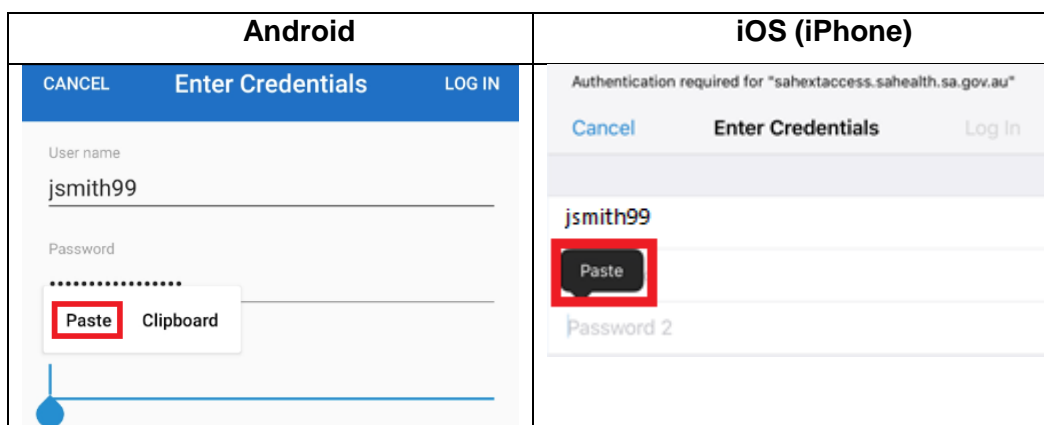 Android
iOS (iPhone)
CANCEL Enter Credentials LOG IN
User name
jsmith99
Password
•••••••••••••••••
Paste Clipboard
Authentication required for "sahextaccess.sahealth.sa.gov.au"
Cancel Enter Credentials Log In
jsmith99
Paste
Password 2